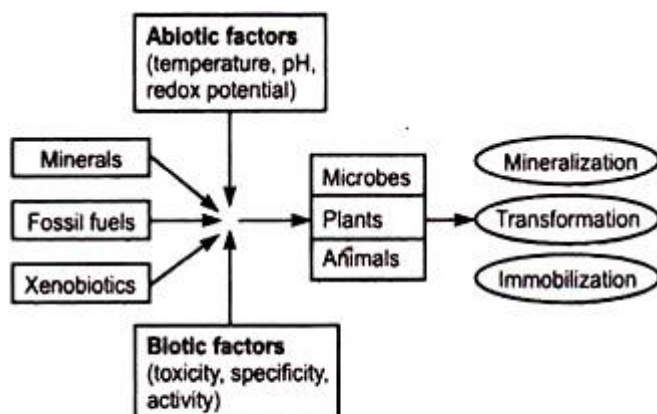 Abiotic factors
(temperature, pH,
redox potential)
Minerals
Fossil fuels
Xenobiotics
Microbes
Plants
Animals
Mineralization
Transformation
Immobilization
Biotic factors
(toxicity, specificity,
activity)